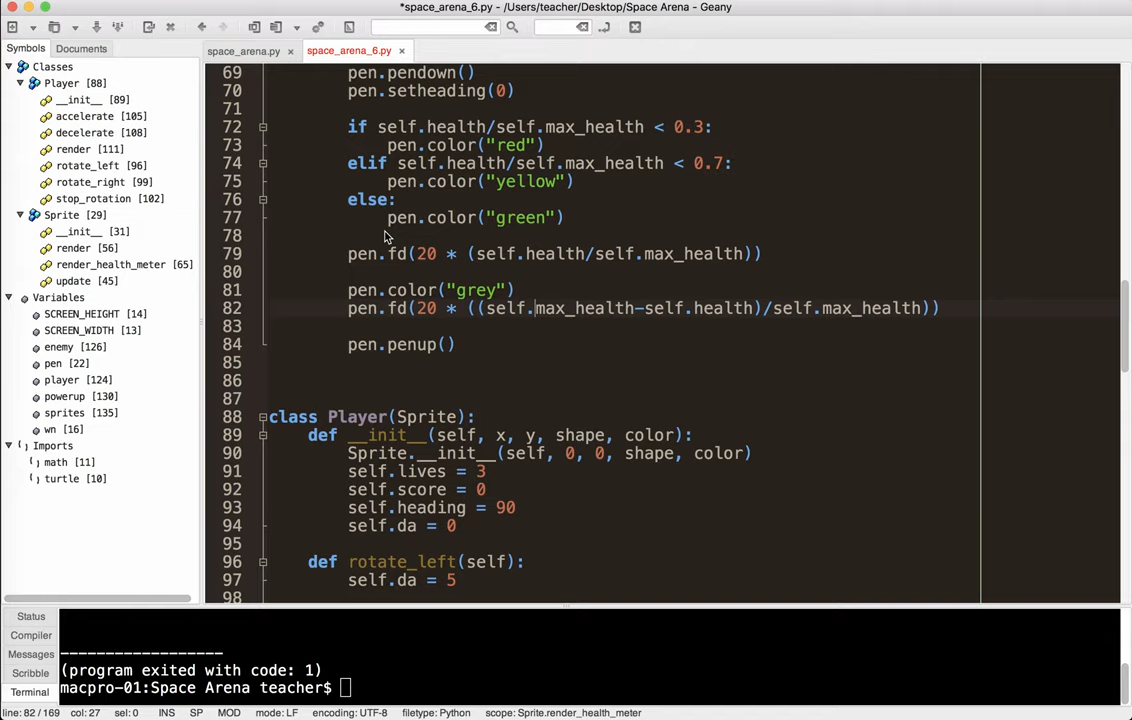 *space_arena_6.py - /Users/teacher/Desktop/Space Arena - Geany
Symbols Documents
space_arena.py × space_arena_6.py ×
Classes
Player [88]
__init__ [89]
accelerate [105]
decelerate [108]
render [111]
rotate_left [96]
rotate_right [99]
stop_rotation [102]
Sprite [29]
__init__ [31]
render [56]
render_health_meter [65]
update [45]
Variables
SCREEN_HEIGHT [14]
SCREEN_WIDTH [13]
enemy [126]
pen [22]
player [124]
powerup [130]
sprites [135]
wn [16]
Imports
math [11]
turtle [10]
69 pen.pendown()
70 pen.setheading(0)
71
72 if self.health/self.max_health < 0.3:
73 pen.color("red")
74 elif self.health/self.max_health < 0.7:
75 pen.color("yellow")
76 else:
77 pen.color("green")
78
79 pen.fd(20 * (self.health/self.max_health))
80
81 pen.color("grey")
82 pen.fd(20 * ((self.max_health-self.health)/self.max_health))
83
84 pen.penup()
85
86
87
88 class Player(Sprite):
89 def __init__(self, x, y, shape, color):
90 Sprite.__init__(self, 0, 0, shape, color)
91 self.lives = 3
92 self.score = 0
93 self.heading = 90
94 self.da = 0
95
96 def rotate_left(self):
97 self.da = 5
98
Status
Compiler
Messages
Scribble
Terminal
------------------
(program exited with code: 1)
macpro-01:Space Arena teacher$
line: 82 / 169 col: 27 sel: 0 INS SP MOD mode: LF encoding: UTF-8 filetype: Python scope: Sprite.render_health_meter